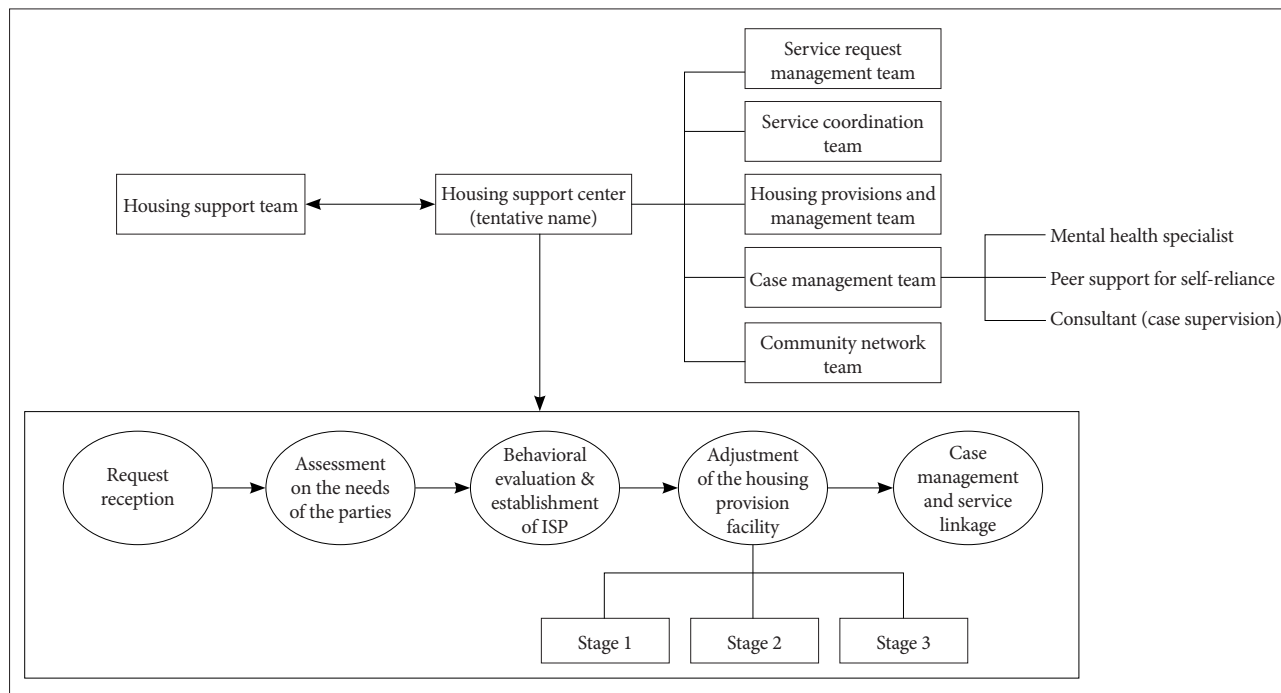 Service request
management team
Service coordination
team
Housing support team
Housing support center
(tentative name)
Housing provisions and
management team
Case management team
Mental health specialist
Peer support for self-reliance
Consultant (case supervision)
Community network
team
Request
reception
Assessment
on the needs
of the parties
Behavioral
evaluation &
establishment
of ISP
Adjustment
of the housing
provision
facility
Case
management
and service
linkage
Stage 1
Stage 2
Stage 3